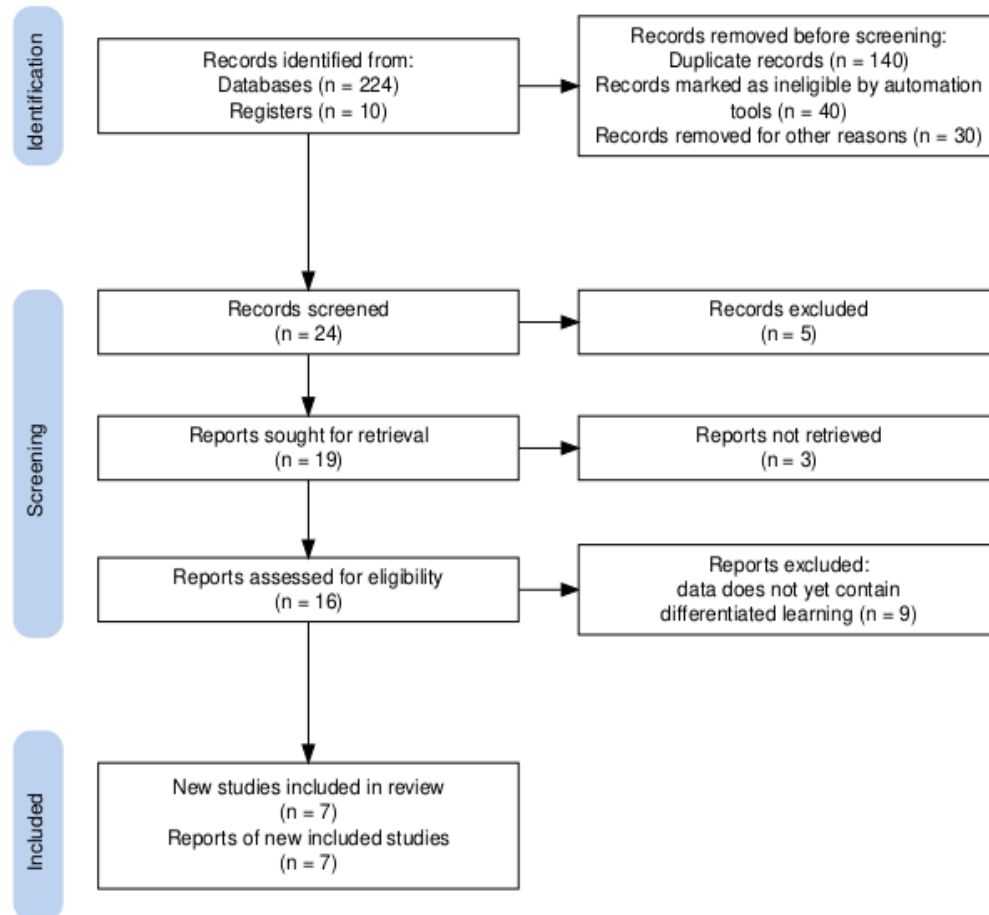 Identification
Records identified from:
Databases (n = 224)
Registers (n = 10)
Records removed before screening:
Duplicate records (n = 140)
Records marked as ineligible by automation
tools (n = 40)
Records removed for other reasons (n = 30)
Screening
Records screened
(n = 24)
Records excluded
(n = 5)
Reports sought for retrieval
(n = 19)
Reports not retrieved
(n = 3)
Reports assessed for eligibility
(n = 16)
Reports excluded:
data does not yet contain
differentiated learning (n = 9)
Included
New studies included in review
(n = 7)
Reports of new included studies
(n = 7)